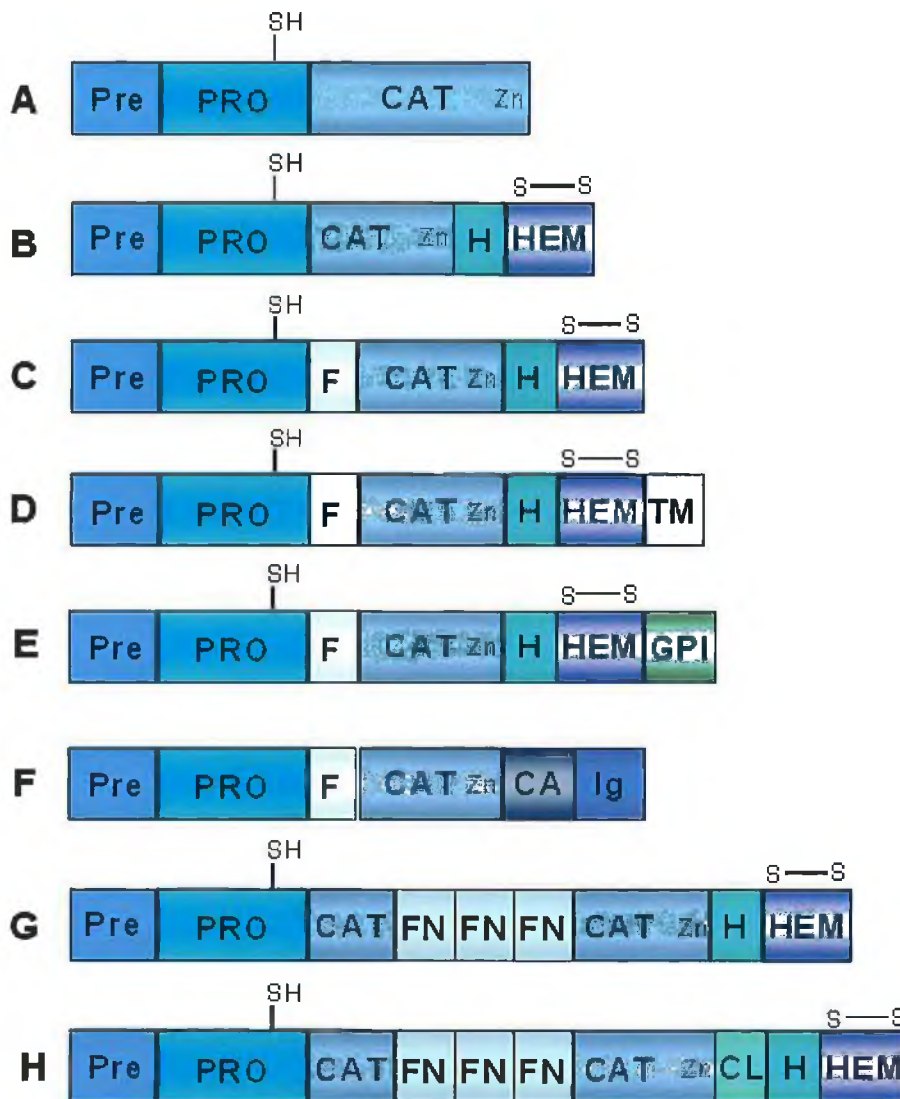 SH
A Pre PRO CAT Zn
SH S S
B Pre PRO CAT Zn H HEM
SH S S
C Pre PRO F CAT Zn H HEM
SH S S
D Pre PRO F CAT Zn H HEM TM
SH S S
E Pre PRO F CAT Zn H HEM GPI
F Pre PRO F CAT Zn CA Ig
SH S S
G Pre PRO CAT FN FN FN CAT Zn H HEM
SH S S
H Pre PRO CAT FN FN FN CAT Zn CL H HEM